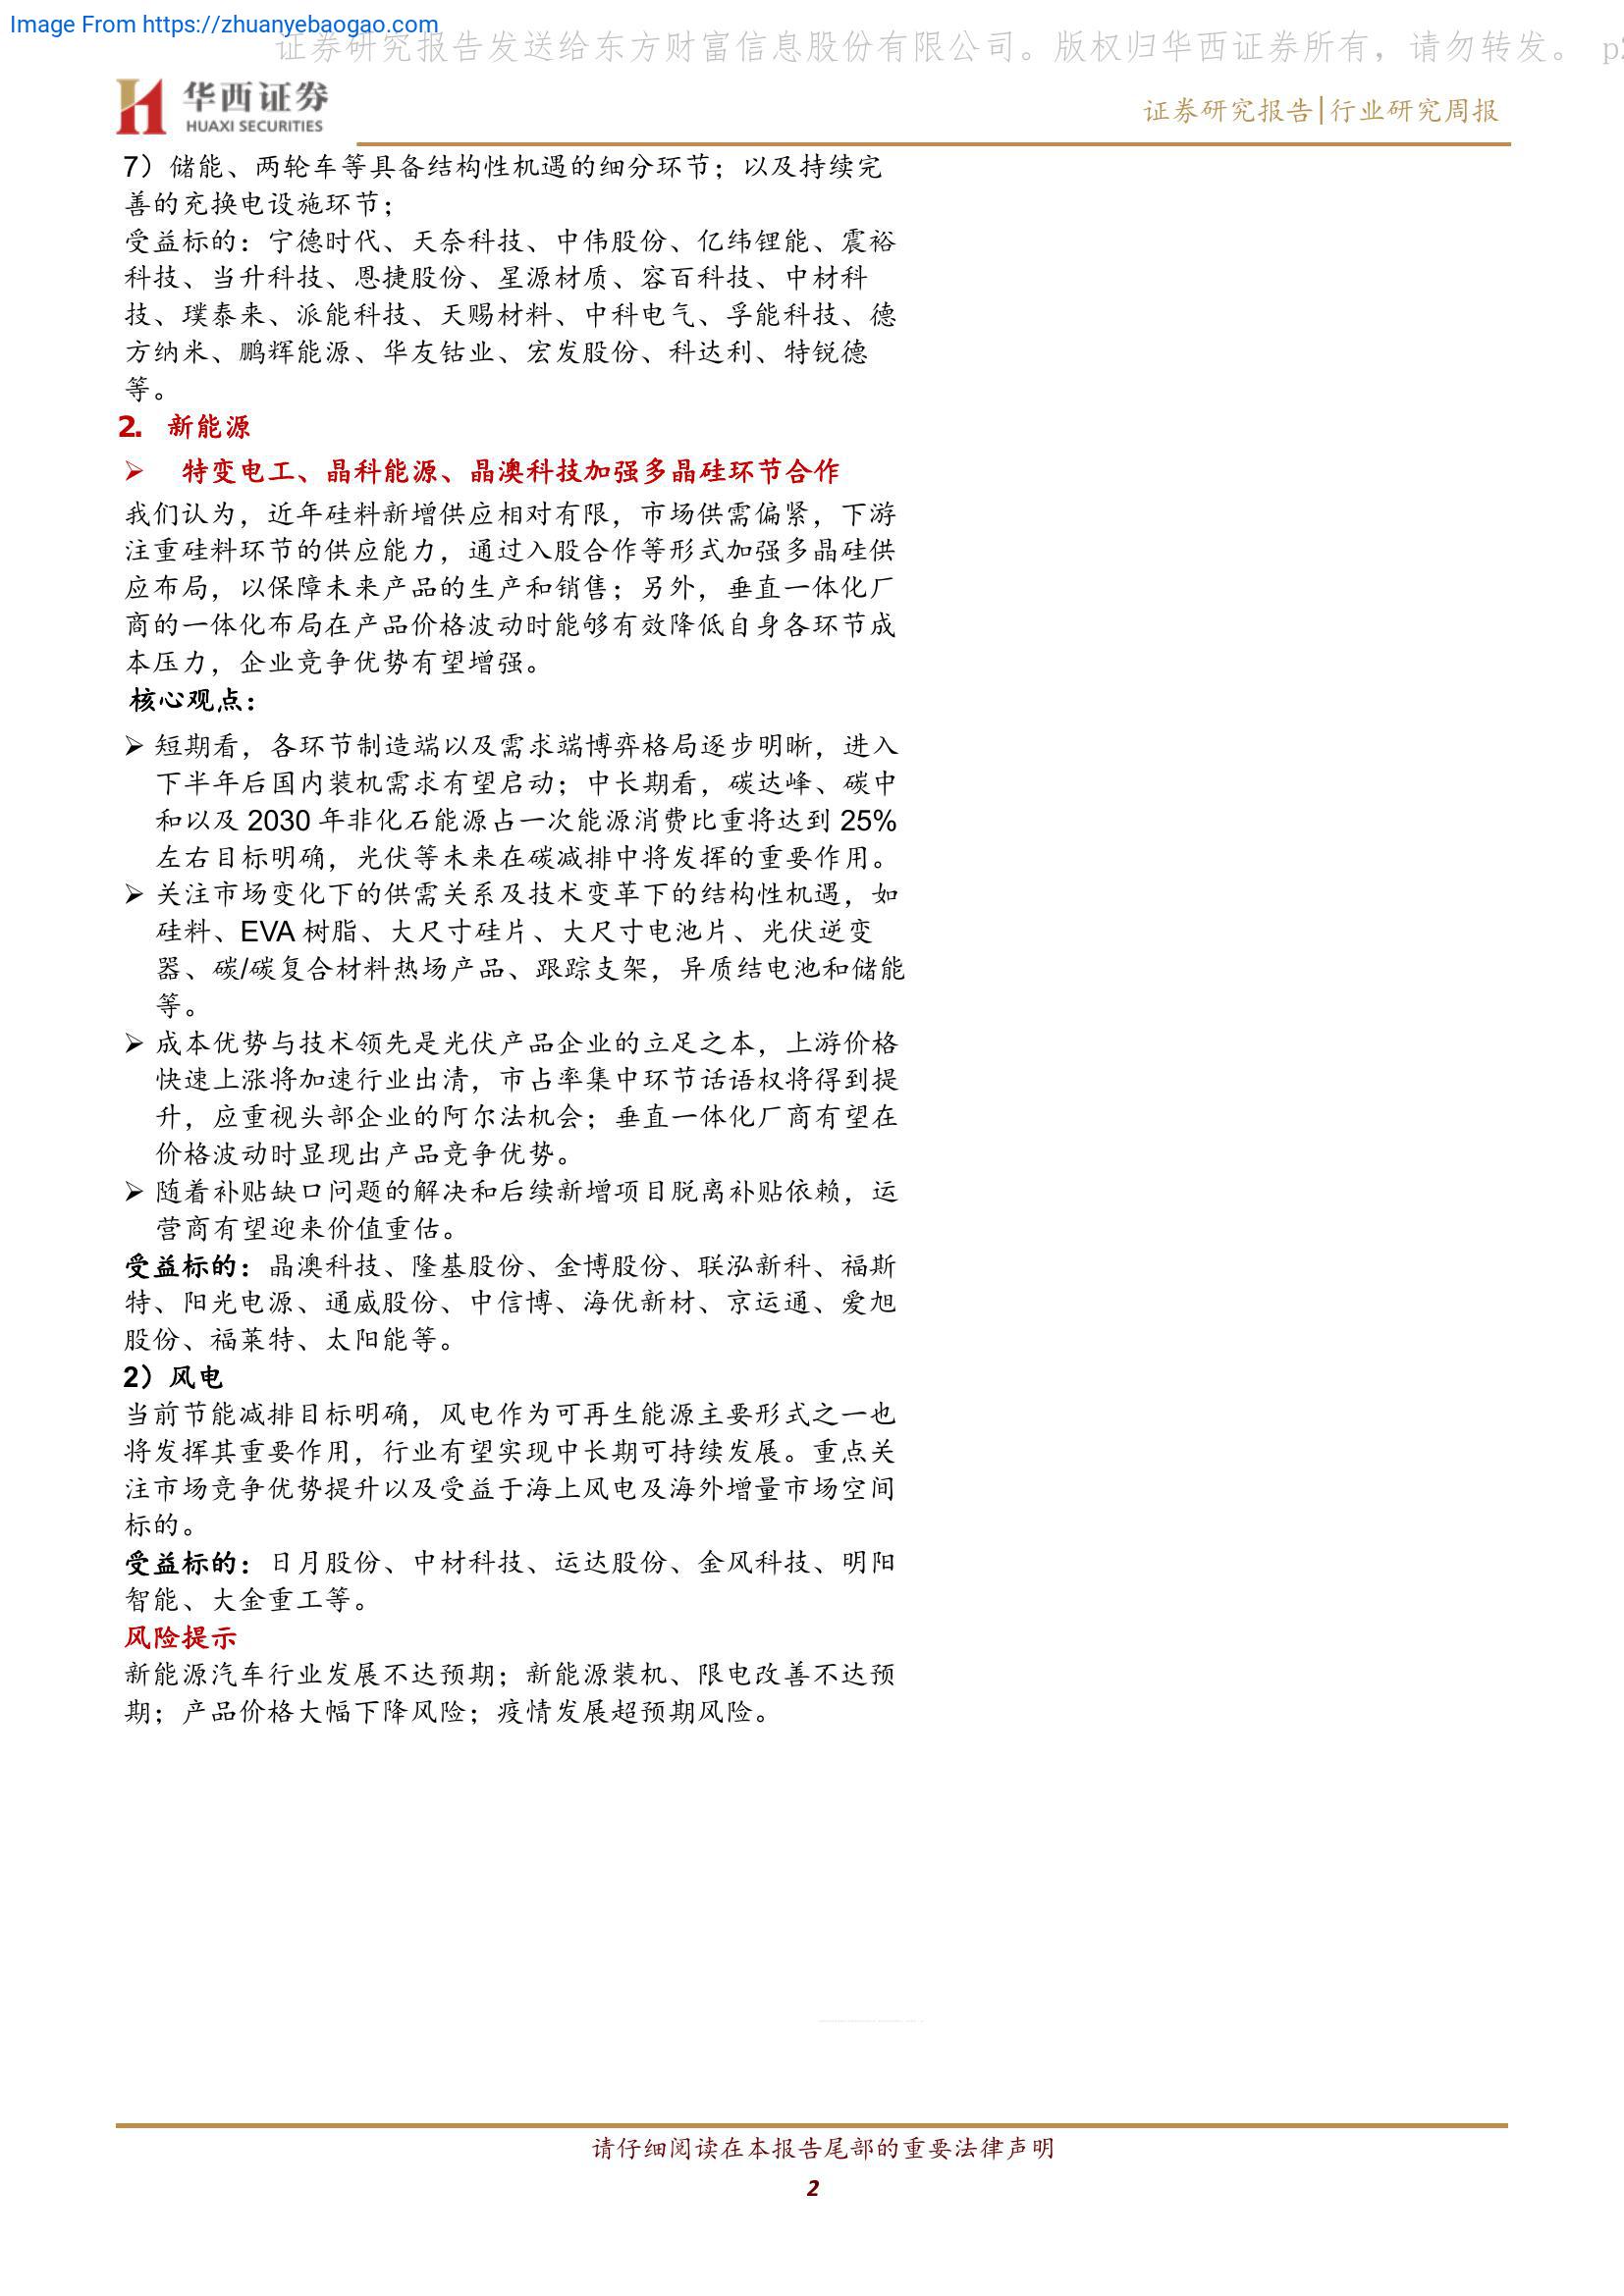 Image From https://zhuanyebaogao.com
证券研究报告发送给东方财富信息股份有限公司。版权归华西证券所有，请勿转发。 p2
华西证券
HUAXI SECURITIES
证券研究报告|行业研究周报
7）储能、两轮车等具备结构性机遇的细分环节；以及持续完
善的充换电设施环节；
受益标的：宁德时代、天奈科技、中伟股份、亿纬锂能、震裕
科技、当升科技、恩捷股份、星源材质、容百科技、中材科
技、璞泰来、派能科技、天赐材料、中科电气、孚能科技、德
方纳米、鹏辉能源、华友钴业、宏发股份、科达利、特锐德
等。
2. 新能源
➢ 特变电工、晶科能源、晶澳科技加强多晶硅环节合作
我们认为，近年硅料新增供应相对有限，市场供需偏紧，下游
注重硅料环节的供应能力，通过入股合作等形式加强多晶硅供
应布局，以保障未来产品的生产和销售；另外，垂直一体化厂
商的一体化布局在产品价格波动时能够有效降低自身各环节成
本压力，企业竞争优势有望增强。
核心观点：
➢ 短期看，各环节制造端以及需求端博弈格局逐步明晰，进入
下半年后国内装机需求有望启动；中长期看，碳达峰、碳中
和以及 2030 年非化石能源占一次能源消费比重将达到 25%
左右目标明确，光伏等未来在碳减排中将发挥的重要作用。
➢ 关注市场变化下的供需关系及技术变革下的结构性机遇，如
硅料、EVA 树脂、大尺寸硅片、大尺寸电池片、光伏逆变
器、碳/碳复合材料热场产品、跟踪支架，异质结电池和储能
等。
➢ 成本优势与技术领先是光伏产品企业的立足之本，上游价格
快速上涨将加速行业出清，市占率集中环节话语权将得到提
升，应重视头部企业的阿尔法机会；垂直一体化厂商有望在
价格波动时显现出产品竞争优势。
➢ 随着补贴缺口问题的解决和后续新增项目脱离补贴依赖，运
营商有望迎来价值重估。
受益标的：晶澳科技、隆基股份、金博股份、联泓新科、福斯
特、阳光电源、通威股份、中信博、海优新材、京运通、爱旭
股份、福莱特、太阳能等。
2）风电
当前节能减排目标明确，风电作为可再生能源主要形式之一也
将发挥其重要作用，行业有望实现中长期可持续发展。重点关
注市场竞争优势提升以及受益于海上风电及海外增量市场空间
标的。
受益标的：日月股份、中材科技、运达股份、金风科技、明阳
智能、大金重工等。
风险提示
新能源汽车行业发展不达预期；新能源装机、限电改善不达预
期；产品价格大幅下降风险；疫情发展超预期风险。
请仔细阅读在本报告尾部的重要法律声明
2